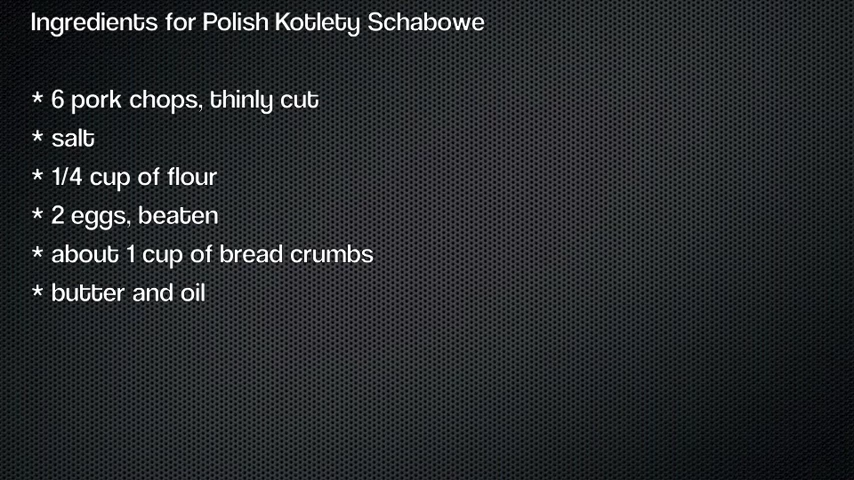 Ingredients for Polish Kotlety Schabowe
* 6 pork chops, thinly cut
* salt
* 1/4 cup of flour
* 2 eggs, beaten
* about 1 cup of bread crumbs
* butter and oil